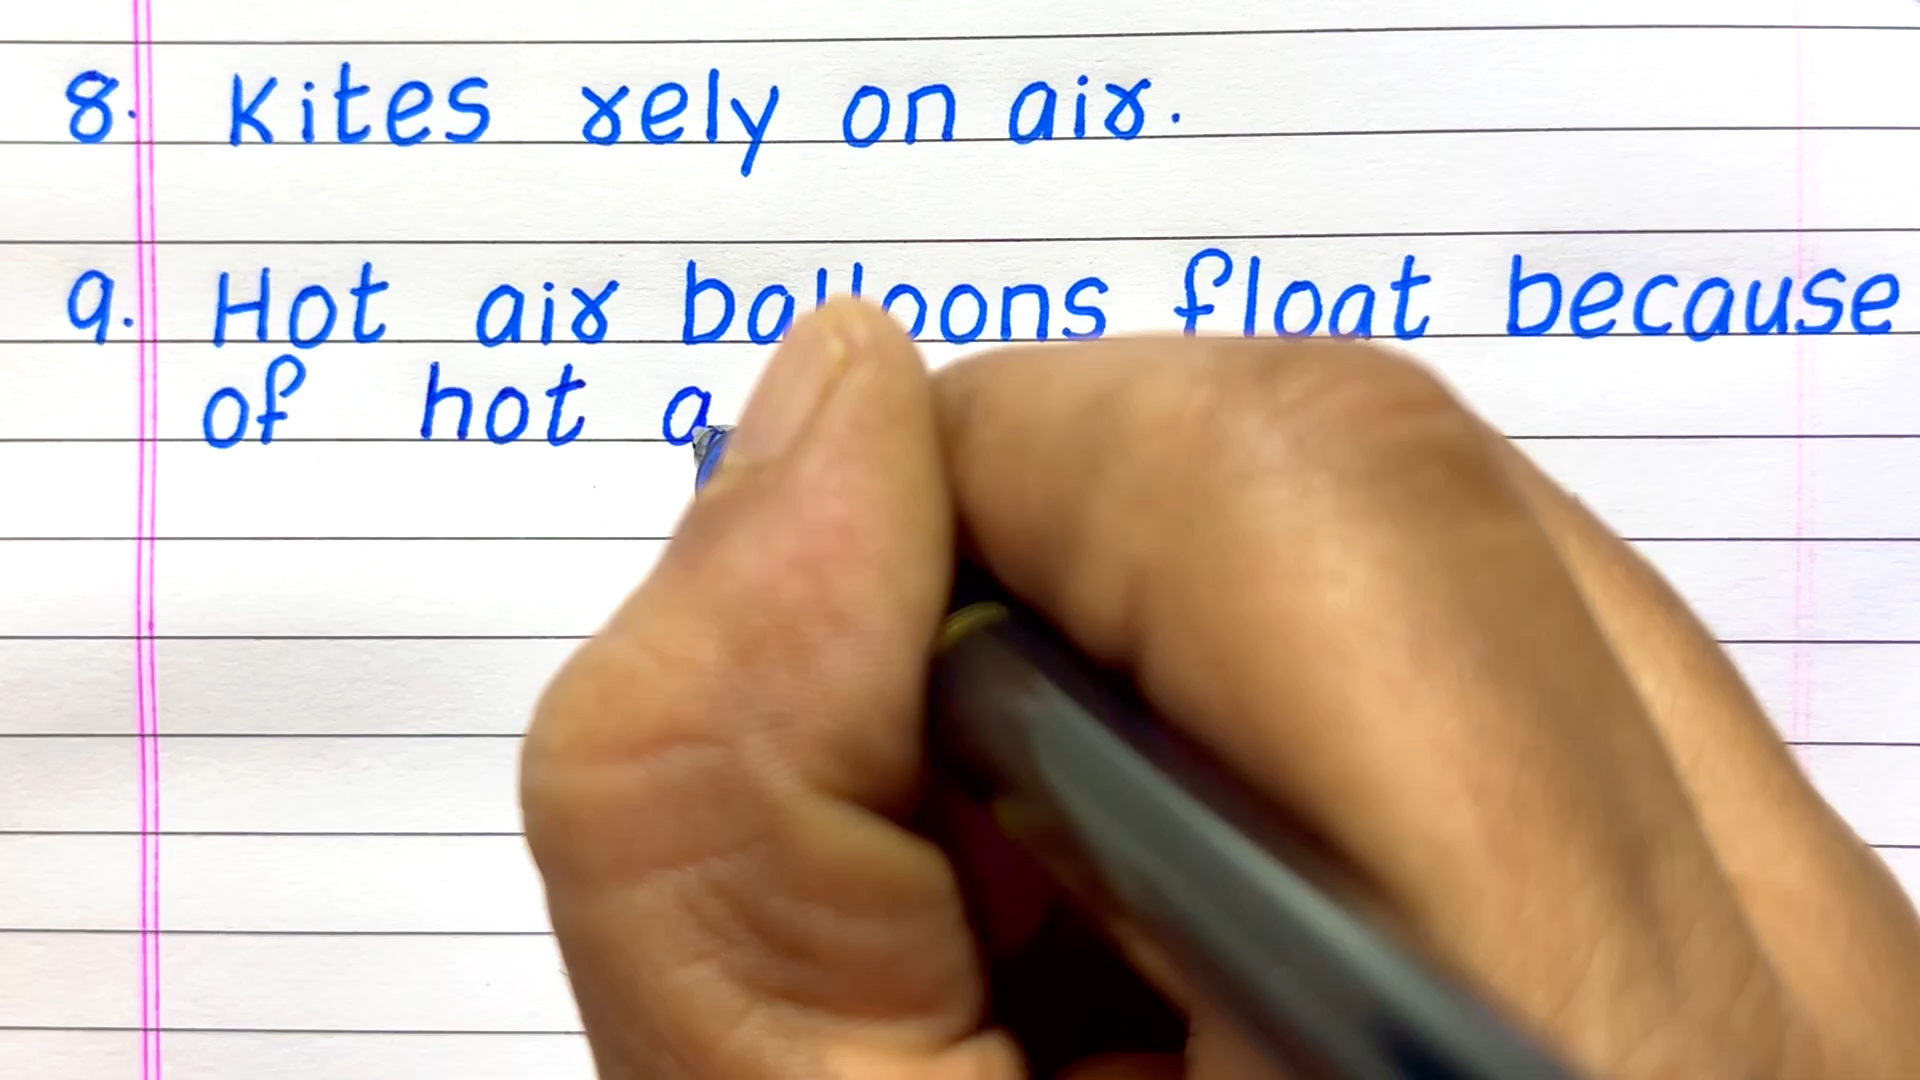 8. Kites rely on air.
9. Hot air balloons float because
of hot a